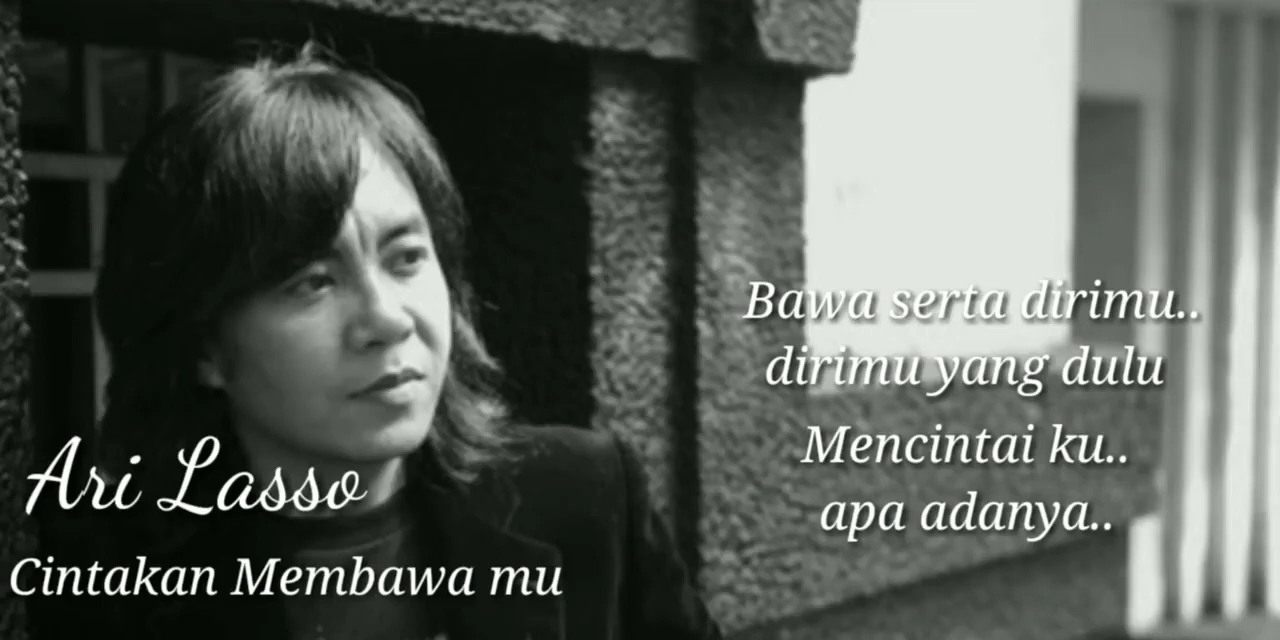 Ari Lasso
Cintakan Membawa mu
Bawa serta dirimu..
dirimu yang dulu
Mencintai ku..
apa adanya..